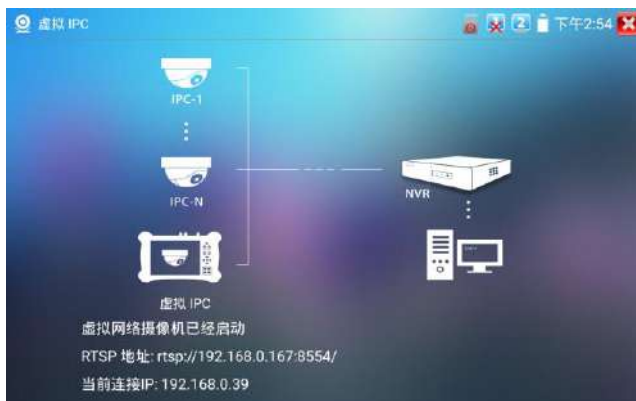 虚拟 IPC
1
2
下午2:54
IPC-1
IPC-N
NVR
虚拟 IPC
虚拟网络摄像机已经启动
RTSP 地址: rtsp://192.168.0.167:8554/
当前连接IP: 192.168.0.39